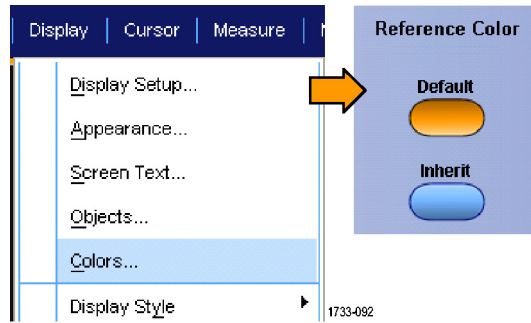 Display | Cursor | Measure |
Display Setup...
Appearance...
Screen Text...
Objects...
Colors...
Display Style
Reference Color
Default
Inherit
1733-092